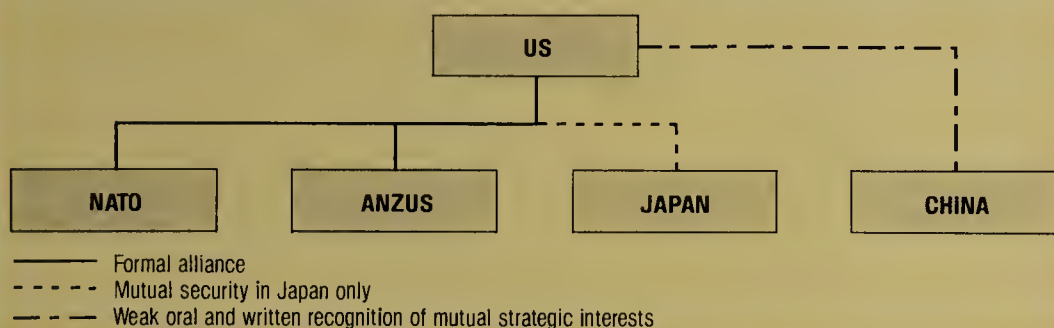 US
NATO
ANZUS
JAPAN
CHINA
Formal alliance
Mutual security in Japan only
Weak oral and written recognition of mutual strategic interests